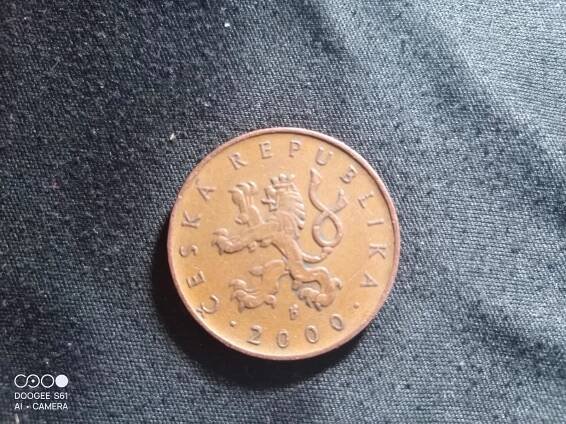 ČESKÁ REPUBLIKA
· 2000 ·
DOOGEE S61
AI - CAMERA